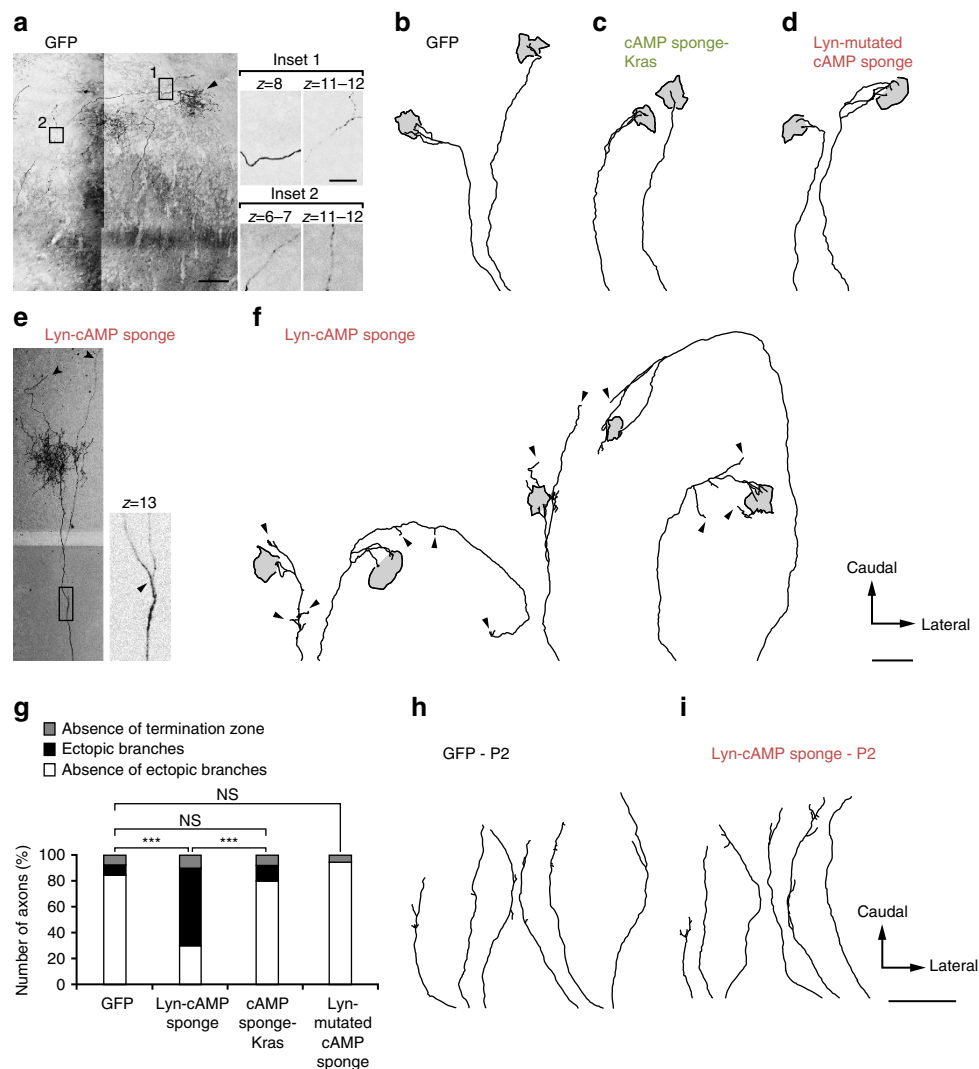 a
GFP
1
2
Inset 1
z=8
z=11–12
Inset 2
z=6–7
z=11–12
b
GFP
c
cAMP sponge-
Kras
d
Lyn-mutated
cAMP sponge
e
Lyn-cAMP sponge
z=13
f
Lyn-cAMP sponge
Caudal
Lateral
g
Absence of termination zone
Ectopic branches
Absence of ectopic branches
NS
NS
***
***
Number of axons (%)
100
80
60
40
20
0
GFP
Lyn-cAMP
sponge
cAMP
sponge-
Kras
Lyn-
mutated
cAMP
sponge
h
GFP - P2
i
Lyn-cAMP sponge - P2
Caudal
Lateral